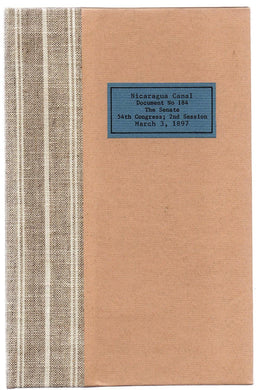 Nicaragua Canal
Document No 184
The Senate
54th Congress; 2nd Session
March 3, 1897